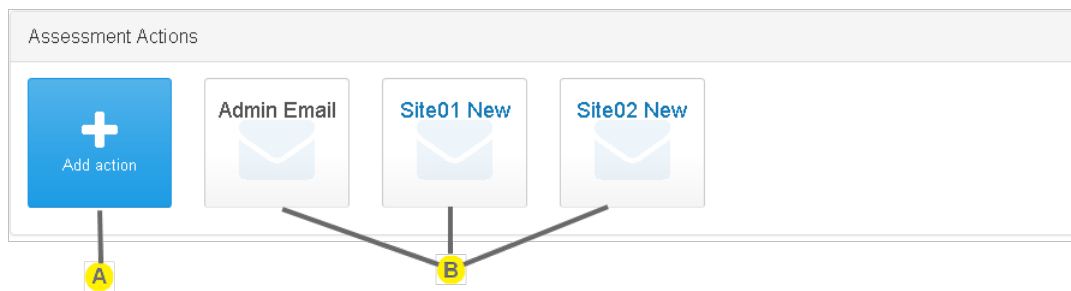 Assessment Actions
Add action
Admin Email
Site01 New
Site02 New
A
B